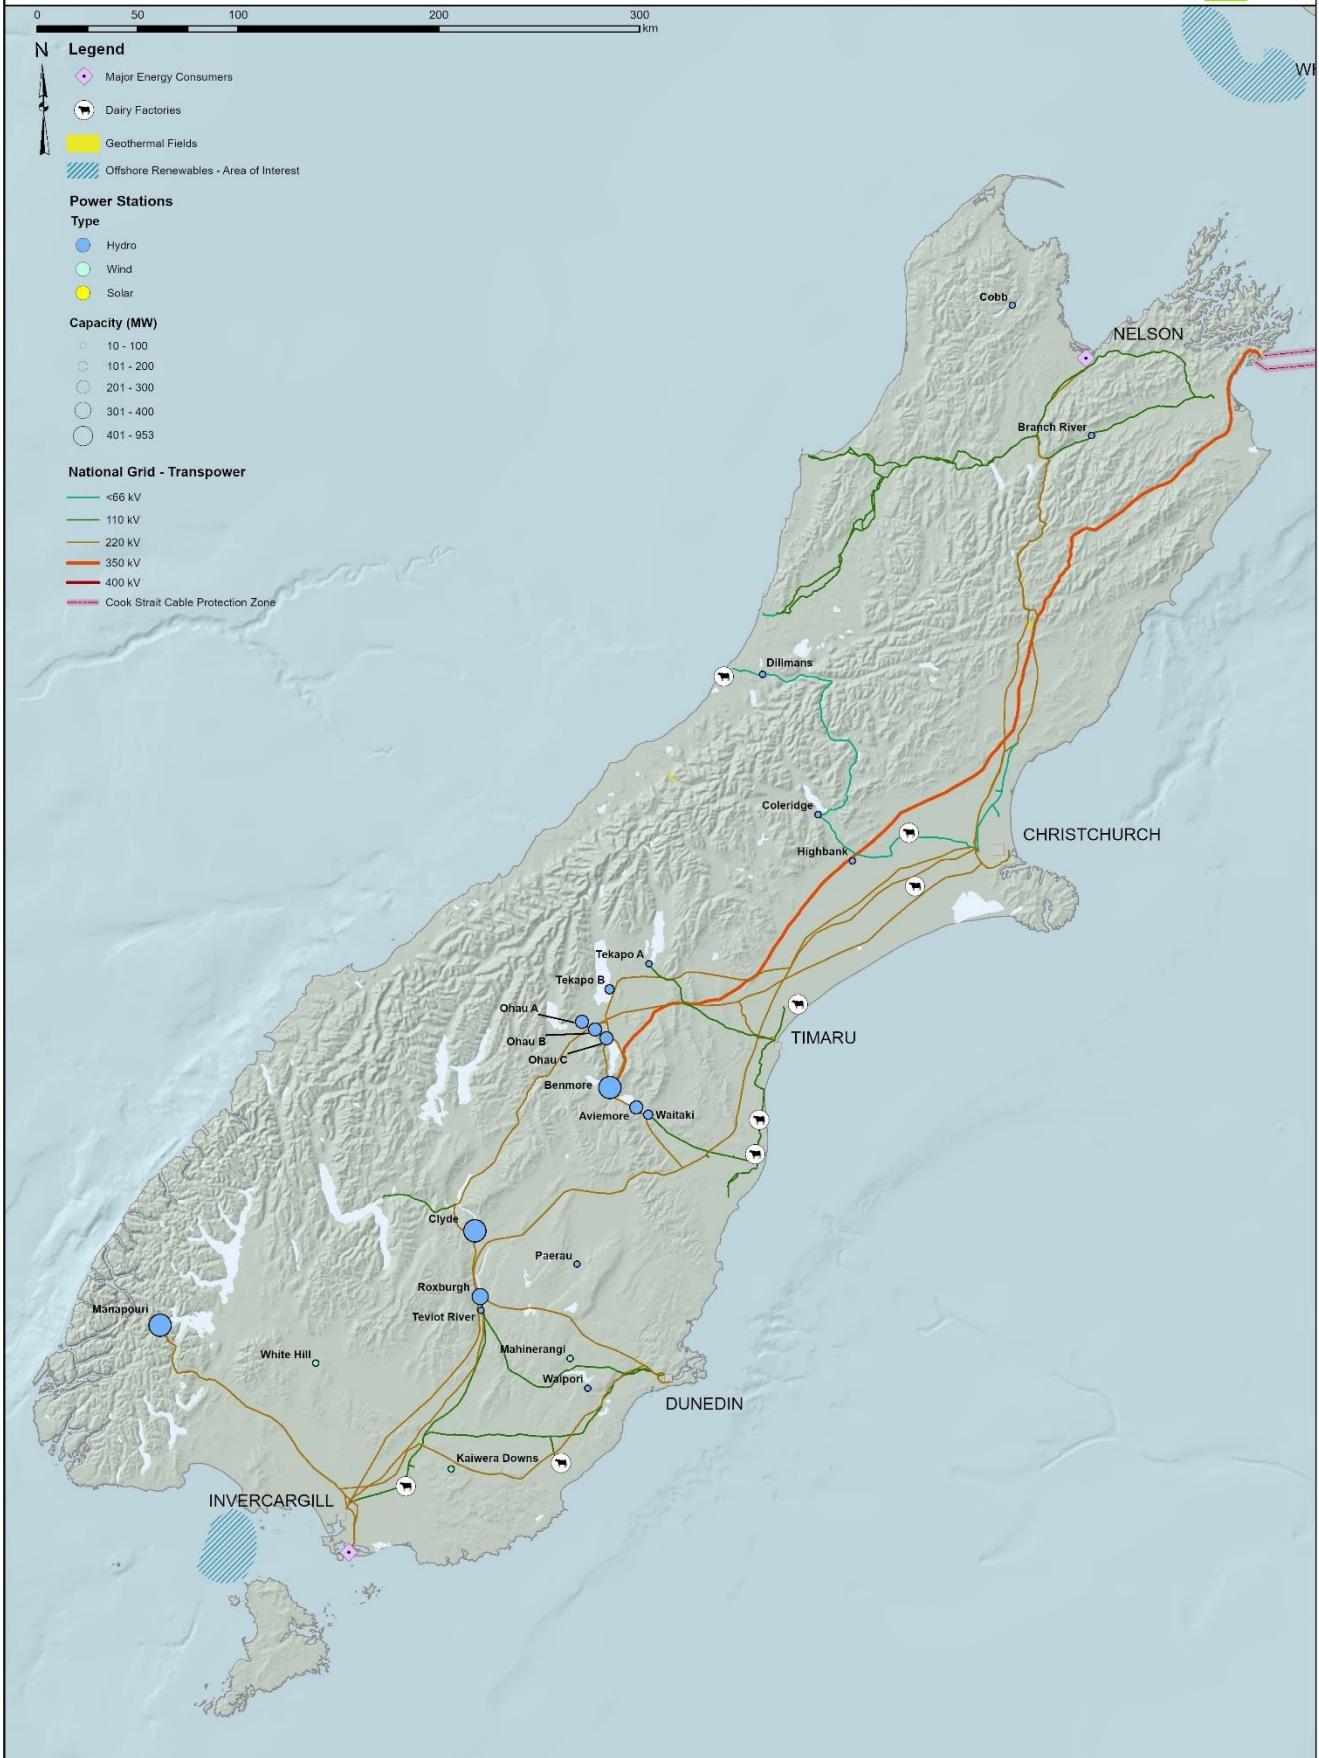 0 50 100 200 300
km
N
Legend
Major Energy Consumers
Dairy Factories
Geothermal Fields
Offshore Renewables - Area of Interest
Power Stations
Type
Hydro
Wind
Solar
Capacity (MW)
10 - 100
101 - 200
201 - 300
301 - 400
401 - 953
National Grid - Transpower
<66 kV
110 kV
220 kV
350 kV
400 kV
Cook Strait Cable Protection Zone
Cobb
NELSON
Branch River
Dillmans
Coleridge
CHRISTCHURCH
Highbank
Tekapo A
Tekapo B
Ohau A
Ohau B
TIMARU
Ohau C
Benmore
Aviemore
Waitaki
Clyde
Paerau
Roxburgh
Manapouri
Teviot River
Mahinerangi
White Hill
Waipori
DUNEDIN
Kaiwera Downs
INVERCARGILL